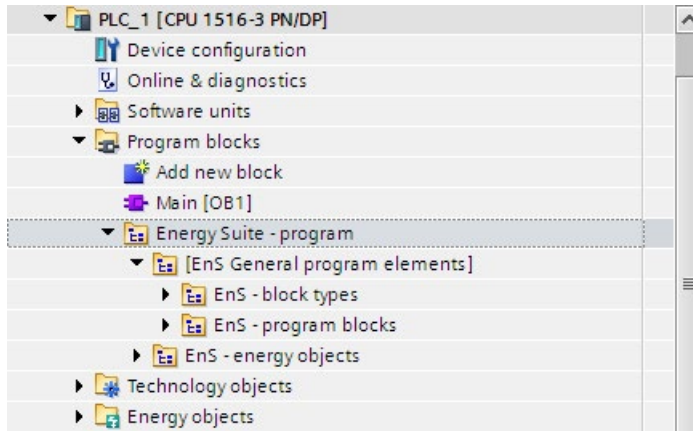 PLC_1 [CPU 1516-3 PN/DP]
Device configuration
Online & diagnostics
Software units
Program blocks
Add new block
Main [OB1]
Energy Suite - program
[EnS General program elements]
EnS - block types
EnS - program blocks
EnS - energy objects
Technology objects
Energy objects